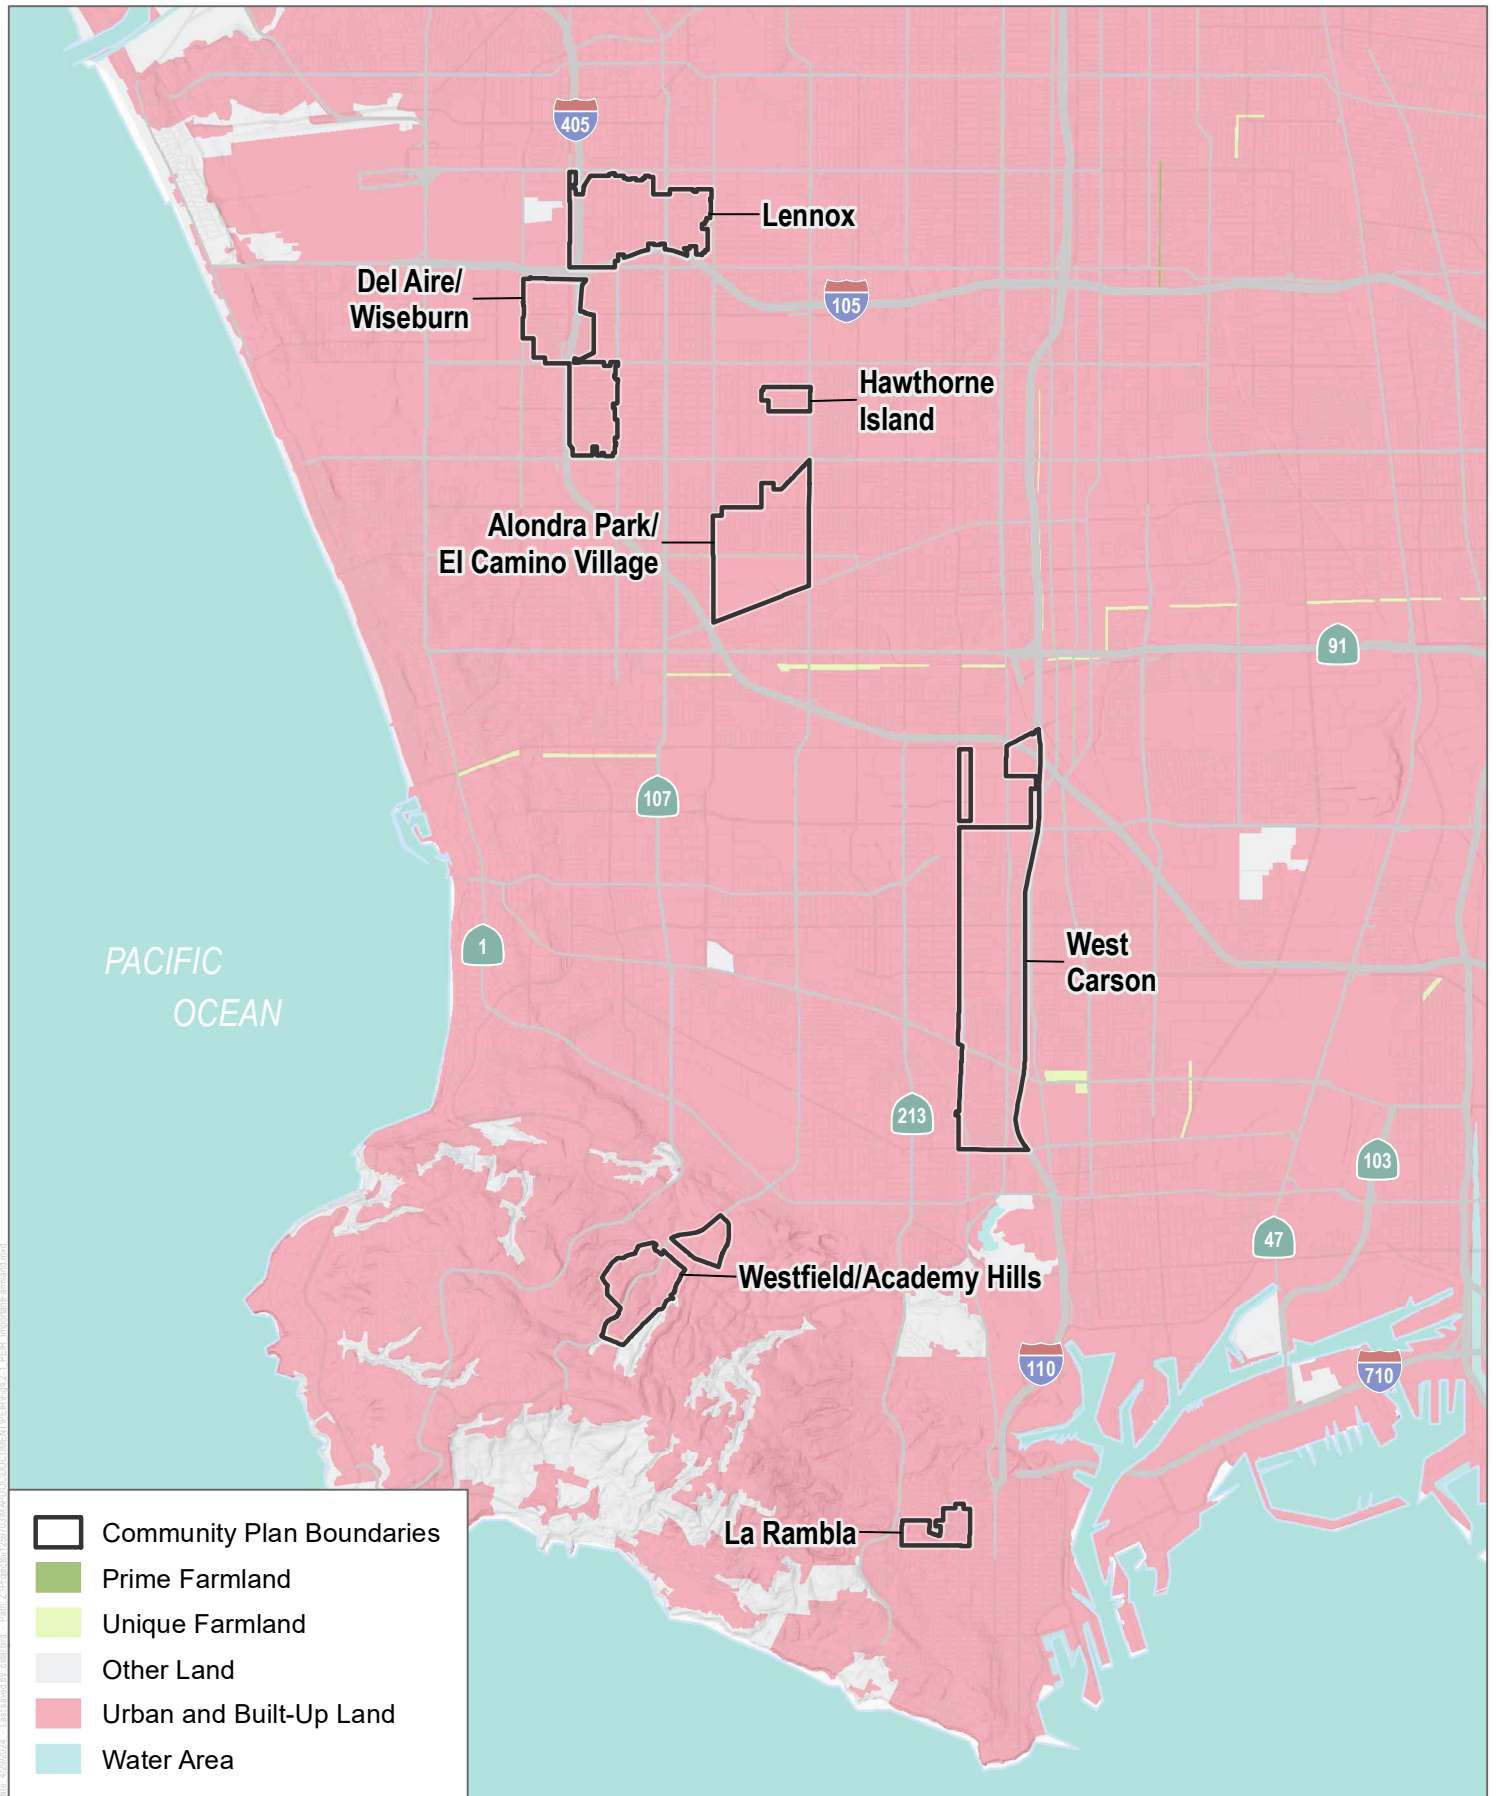 405
Lennox
Del Aire/
Wiseburn
105
Hawthorne
Island
Alondra Park/
El Camino Village
91
107
1
West
Carson
PACIFIC
OCEAN
213
103
47
Westfield/Academy Hills
110
710
La Rambla
Community Plan Boundaries
Prime Farmland
Unique Farmland
Other Land
Urban and Built-Up Land
Water Area